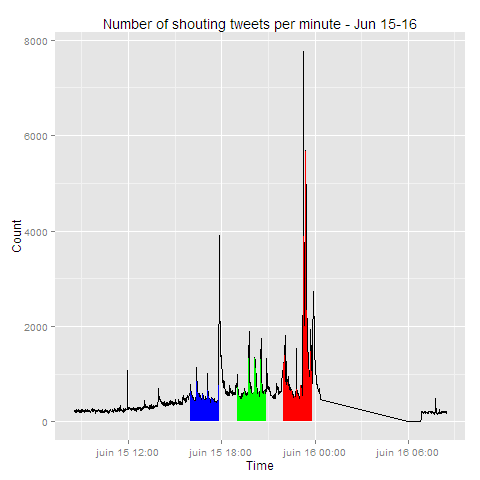 Number of shouting tweets per minute - Jun 15-16
8000
6000
4000
2000
0
Count
juin 15 12:00 juin 15 18:00 juin 16 00:00 juin 16 06:00
Time